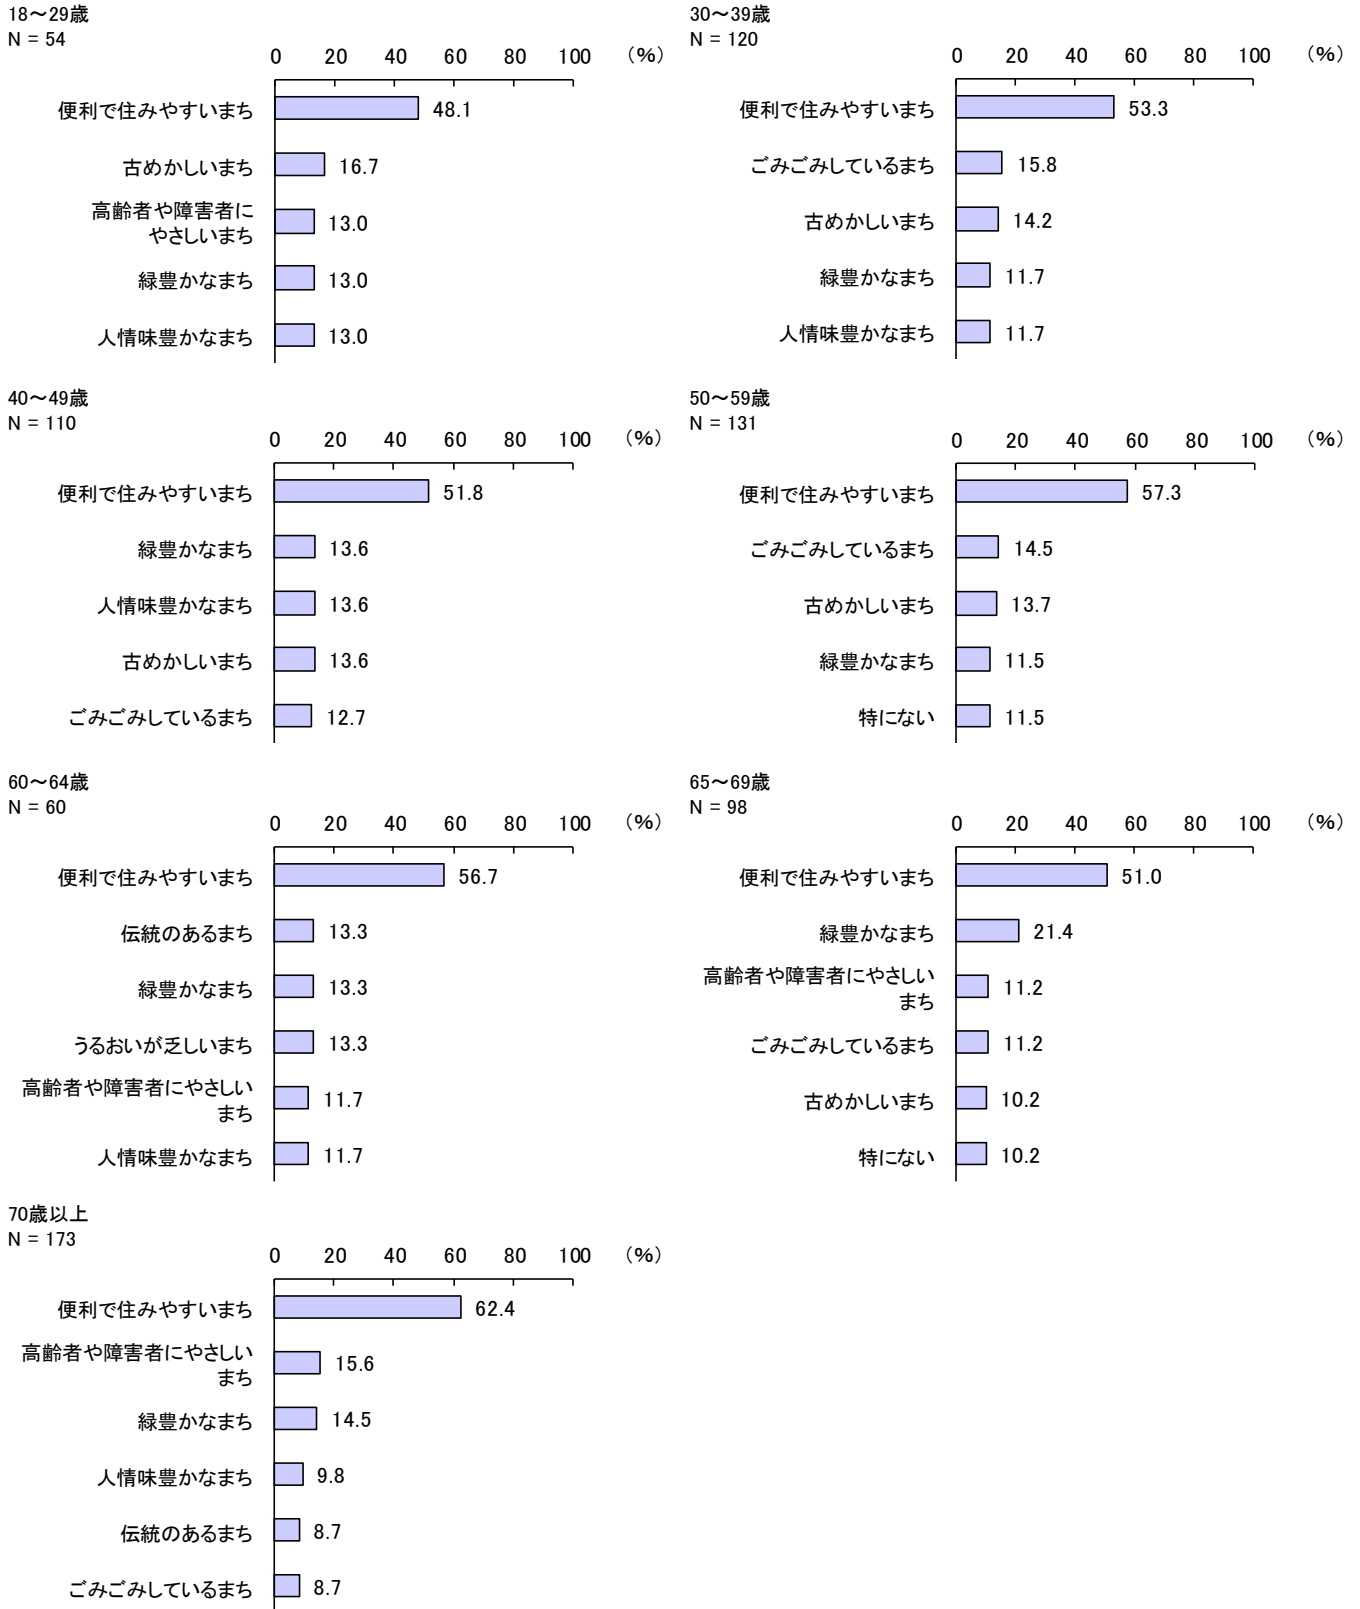 18～29歳
N = 54
0 20 40 60 80 100 （％）
便利で住みやすいまち 48.1
古めかしいまち 16.7
高齢者や障害者に
やさしいまち 13.0
緑豊かなまち 13.0
人情味豊かなまち 13.0
30～39歳
N = 120
0 20 40 60 80 100 （％）
便利で住みやすいまち 53.3
ごみごみしているまち 15.8
古めかしいまち 14.2
緑豊かなまち 11.7
人情味豊かなまち 11.7
40～49歳
N = 110
0 20 40 60 80 100 （％）
便利で住みやすいまち 51.8
緑豊かなまち 13.6
人情味豊かなまち 13.6
古めかしいまち 13.6
ごみごみしているまち 12.7
50～59歳
N = 131
0 20 40 60 80 100 （％）
便利で住みやすいまち 57.3
ごみごみしているまち 14.5
古めかしいまち 13.7
緑豊かなまち 11.5
特にない 11.5
60～64歳
N = 60
0 20 40 60 80 100 （％）
便利で住みやすいまち 56.7
伝統のあるまち 13.3
緑豊かなまち 13.3
うるおいが乏しいまち 13.3
高齢者や障害者にやさしい
まち 11.7
人情味豊かなまち 11.7
65～69歳
N = 98
0 20 40 60 80 100 （％）
便利で住みやすいまち 51.0
緑豊かなまち 21.4
高齢者や障害者にやさしい
まち 11.2
ごみごみしているまち 11.2
古めかしいまち 10.2
特にない 10.2
70歳以上
N = 173
0 20 40 60 80 100 （％）
便利で住みやすいまち 62.4
高齢者や障害者にやさしい
まち 15.6
緑豊かなまち 14.5
人情味豊かなまち 9.8
伝統のあるまち 8.7
ごみごみしているまち 8.7